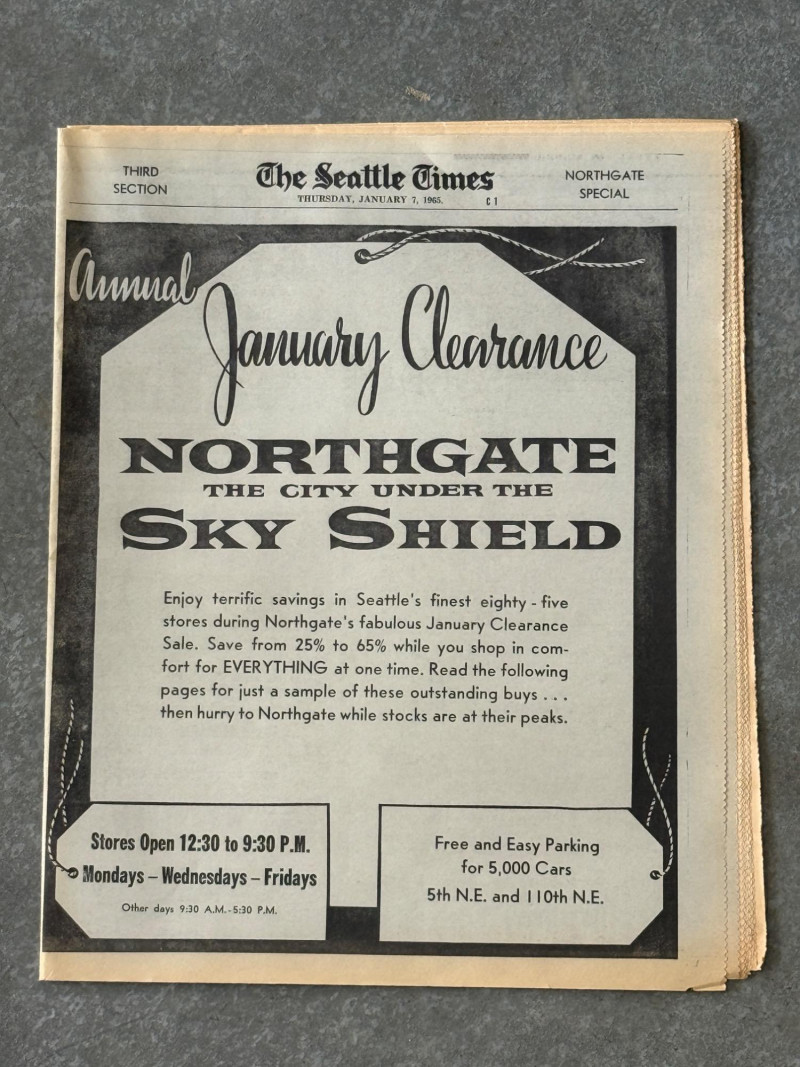 THIRD
SECTION
The Seattle Times
THURSDAY, JANUARY 7, 1965.
C 1
NORTHGATE
SPECIAL
Annual
January Clearance
NORTHGATE
THE CITY UNDER THE
SKY SHIELD
Enjoy terrific savings in Seattle's finest eighty-five
stores during Northgate's fabulous January Clearance
Sale. Save from 25% to 65% while you shop in com-
fort for EVERYTHING at one time. Read the following
pages for just a sample of these outstanding buys . . .
then hurry to Northgate while stocks are at their peaks.
Stores Open 12:30 to 9:30 P.M.
Mondays – Wednesdays – Fridays
Other days 9:30 A.M.-5:30 P.M.
Free and Easy Parking
for 5,000 Cars
5th N.E. and 110th N.E.